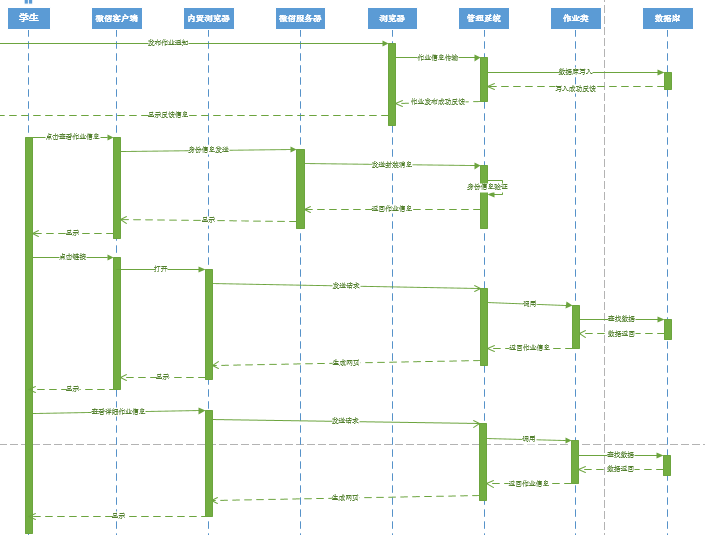 学生
微信客户端
内置浏览器
微信服务器
浏览器
管理系统
作业类
数据库
发布作业通知
作业信息传输
数据库写入
写入成功反馈
作业发布成功反馈
显示反馈信息
点击查看作业信息
身份信息发送
发送封装消息
身份信息验证
返回作业信息
显示
显示
点击链接
打开
发送请求
调用
查找数据
数据返回
返回作业信息
生成网页
显示
显示
查看详细作业信息
发送请求
调用
查找数据
数据返回
返回作业信息
生成网页
显示